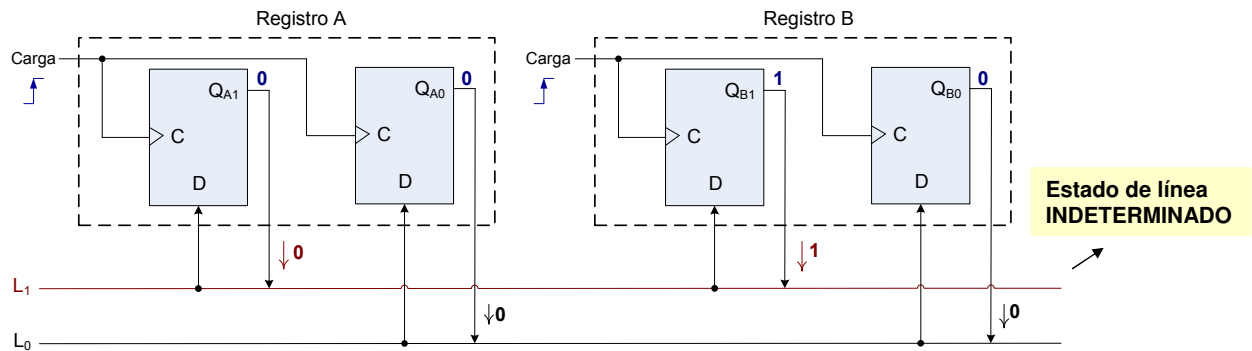 Registro A
Registro B
Carga
0
0
Carga
1
0
QA1
QA0
QB1
QB0
C
C
C
C
D
D
D
D
Estado de línea
INDETERMINADO
0
1
L1
0
0
L0